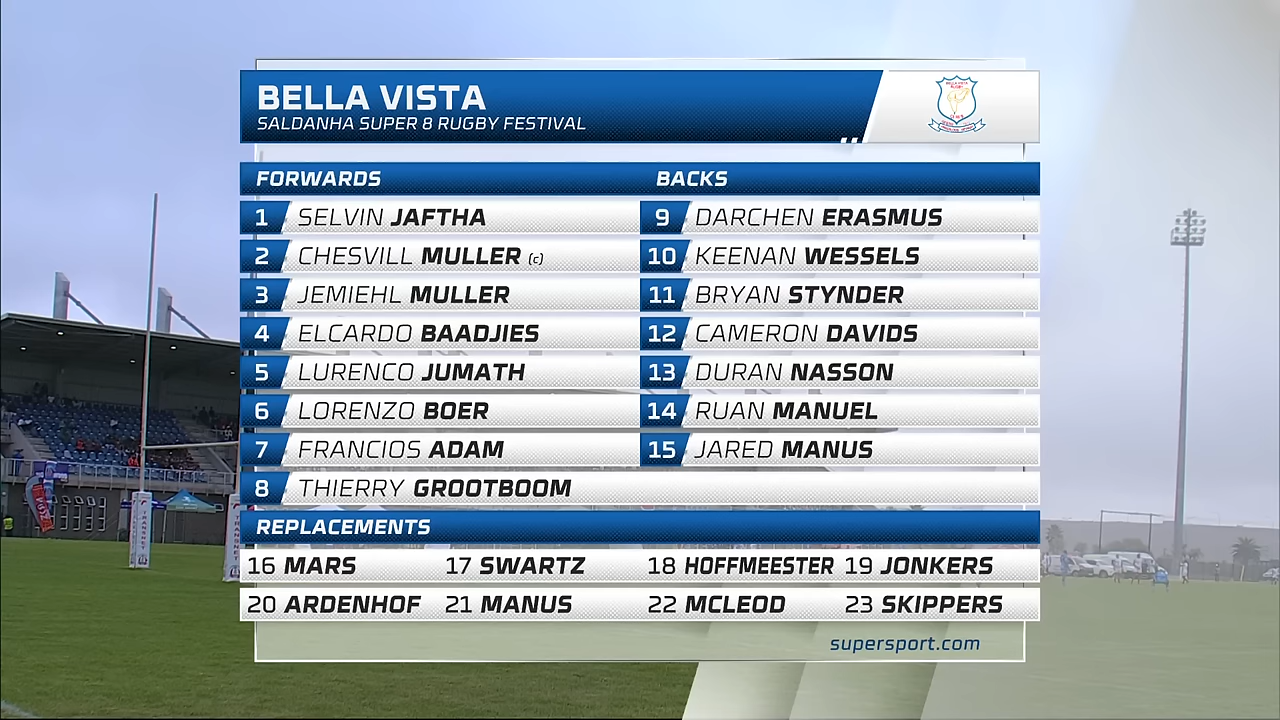 BELLA VISTA
SALDANHA SUPER 8 RUGBY FESTIVAL
FORWARDS
BACKS
1 SELVIN JAFTHA
9 DARCHEN ERASMUS
2 CHESVILL MULLER (c)
10 KEENAN WESSELS
3 JEMIEHL MULLER
11 BRYAN STYNDER
4 ELCARDO BAADJIES
12 CAMERON DAVIDS
5 LURENCO JUMATH
13 DURAN NASSON
6 LORENZO BOER
14 RUAN MANUEL
7 FRANCIOS ADAM
15 JARED MANUS
8 THIERRY GROOTBOOM
REPLACEMENTS
16 MARS 17 SWARTZ 18 HOFFMEESTER 19 JONKERS
20 ARDENHOF 21 MANUS 22 MCLEOD 23 SKIPPERS
supersport.com
TRANSNET